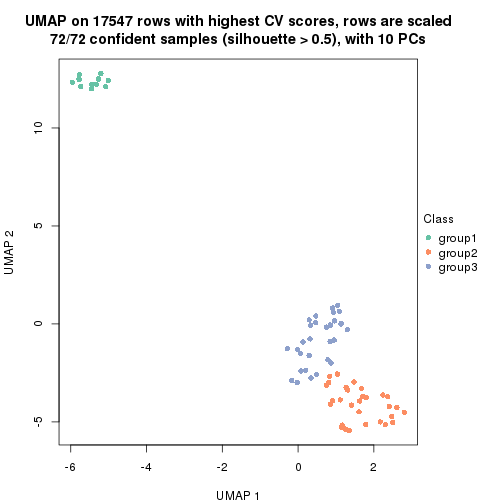 UMAP on 17547 rows with highest CV scores, rows are scaled
72/72 confident samples (silhouette > 0.5), with 10 PCs
10
5
0
-5
UMAP 2
-6
-4
-2
0
2
UMAP 1
Class
group1
group2
group3